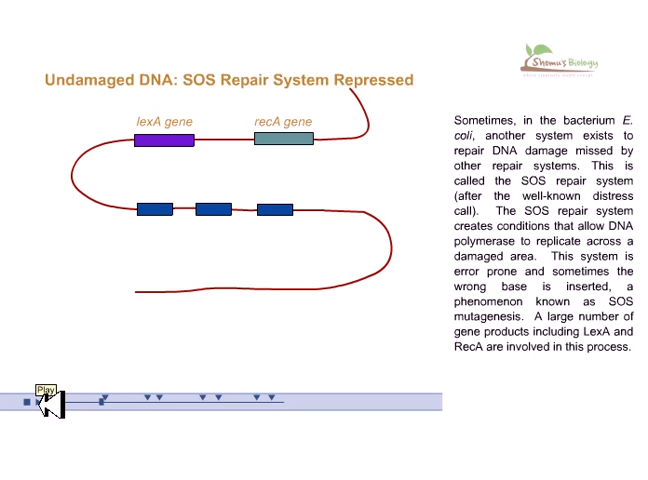 Shomu's Biology
Undamaged DNA: SOS Repair System Repressed
lexA gene
recA gene
Sometimes, in the bacterium E.
coli, another system exists to
repair DNA damage missed by
other repair systems. This is
called the SOS repair system
(after the well-known distress
call). The SOS repair system
creates conditions that allow DNA
polymerase to replicate across a
damaged area. This system is
error prone and sometimes the
wrong base is inserted, a
phenomenon known as SOS
mutagenesis. A large number of
gene products including LexA and
RecA are involved in this process.
Play